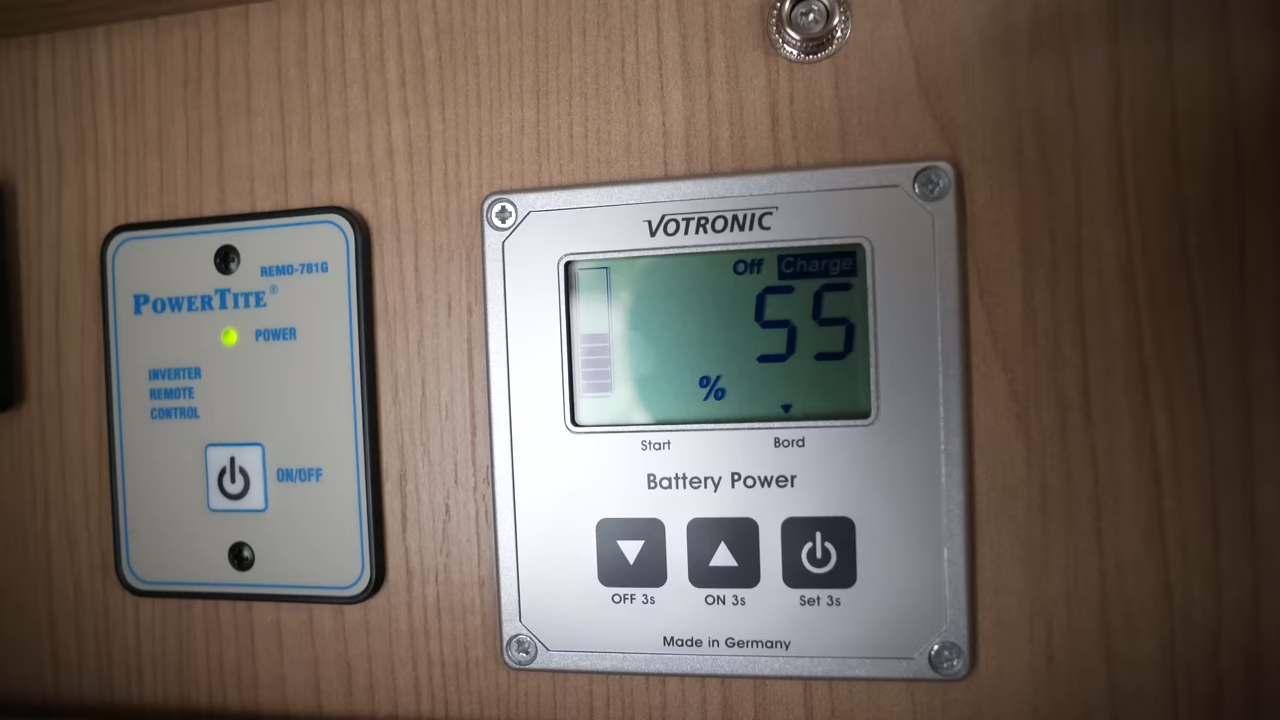 REMO-781G
POWERTITE®
POWER
INVERTER
REMOTE
CONTROL
ON/OFF
VOTRONIC
Off Charge
55
%
Start Bord
Battery Power
OFF 3s ON 3s Set 3s
Made in Germany